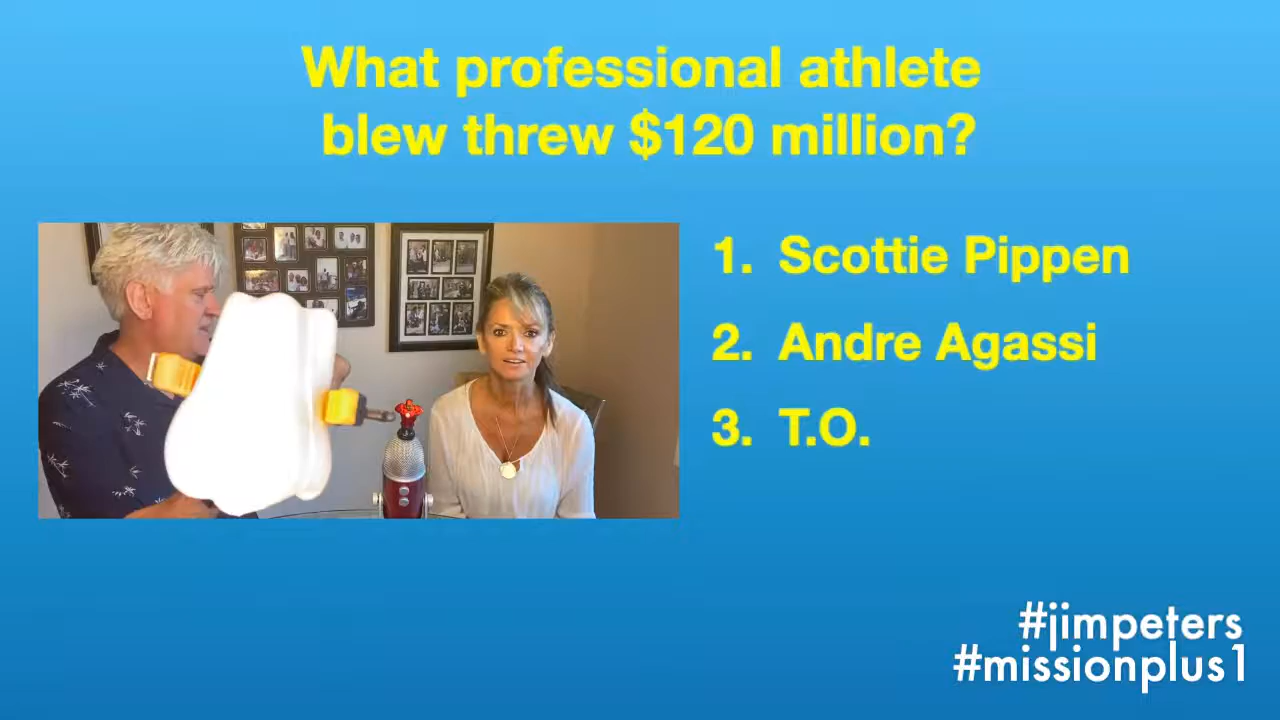 What professional athlete
blew threw $120 million?
1. Scottie Pippen
2. Andre Agassi
3. T.O.
#jimpeters
#missionplus1